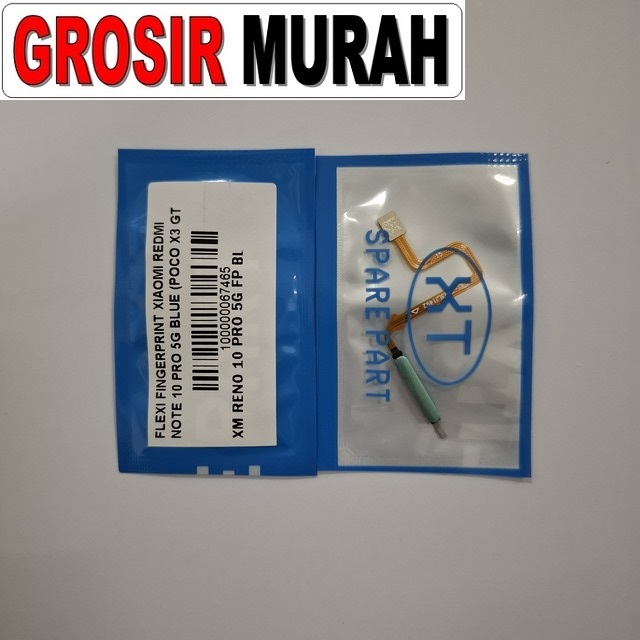 GROSIR MURAH
FLEXI FINGERPRINT XIAOMI REDMI
NOTE 10 PRO 5G BLUE (POCO X3 GT
100000067465
XM RENO 10 PRO 5G FP BL
XT
SPARE PART